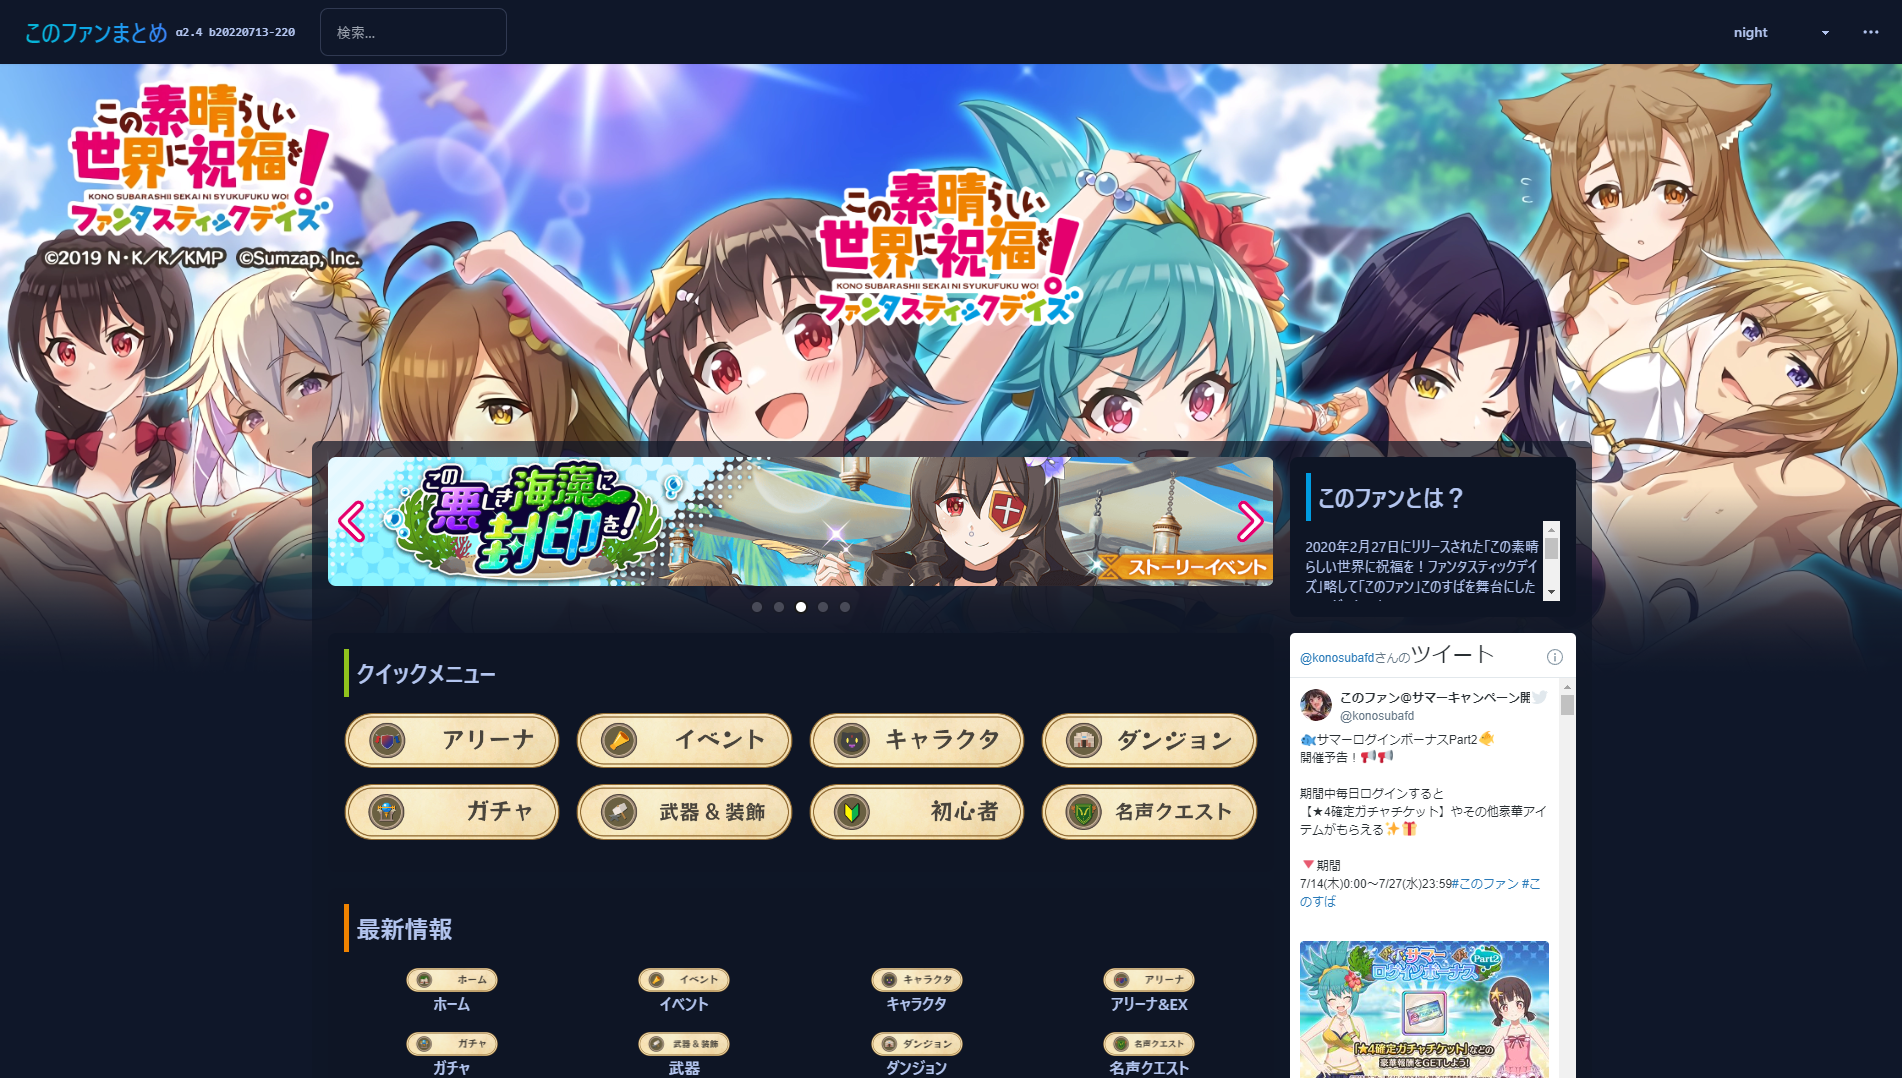 このファンまとめ α2.4 b20220713-220
検索...
night
この素晴らしい
世界に祝福を!
KONO SUBARASHII SEKAI NI SYUKUFUKU WO!
ファンタスティックデイズ
©2019 N・K/K/KMP ©Sumzap, Inc.
この素晴らしい
世界に祝福を!
KONO SUBARASHII SEKAI NI SYUKUFUKU WO!
ファンタスティックデイズ
この
悪しき海藻に
封印を!
ストーリーイベント
このファンとは？
2020年2月27日にリリースされた「この素晴
らしい世界に祝福を！ファンタスティックデイ
ズ」略して「このファン」このすばを舞台にした
クイックメニュー
アリーナ
イベント
キャラクタ
ダンジョン
ガチャ
武器 & 装飾
初心者
名声クエスト
最新情報
ホーム
ホーム
イベント
イベント
キャラクタ
キャラクタ
アリーナ
アリーナ&EX
ガチャ
ガチャ
武器 & 装飾
武器
ダンジョン
ダンジョン
名声クエスト
名声クエスト
@konosubafdさんのツイート
このファン@サマーキャンペーン開
@konosubafd
🐟サマーログインボーナスPart2🐠
開催予告！📢📢
期間中毎日ログインすると
【★4確定ガチャチケット】やその他豪華アイ
テムがもらえる✨🎁
🔻期間
7/14(木)0:00～7/27(水)23:59#このファン #こ
のすば
サマー
ログインボーナス Part2
「★4確定ガチャチケット」などの
豪華報酬をGETしよう!